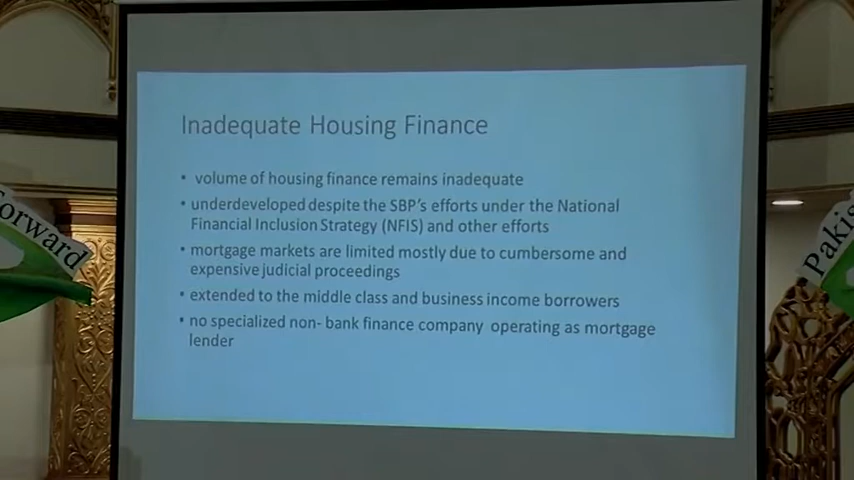 Inadequate Housing Finance
• volume of housing finance remains inadequate
• underdeveloped despite the SBP's efforts under the National
Financial Inclusion Strategy (NFIS) and other efforts
• mortgage markets are limited mostly due to cumbersome and
expensive judicial proceedings
• extended to the middle class and business income borrowers
• no specialized non- bank finance company operating as mortgage
lender
Forward